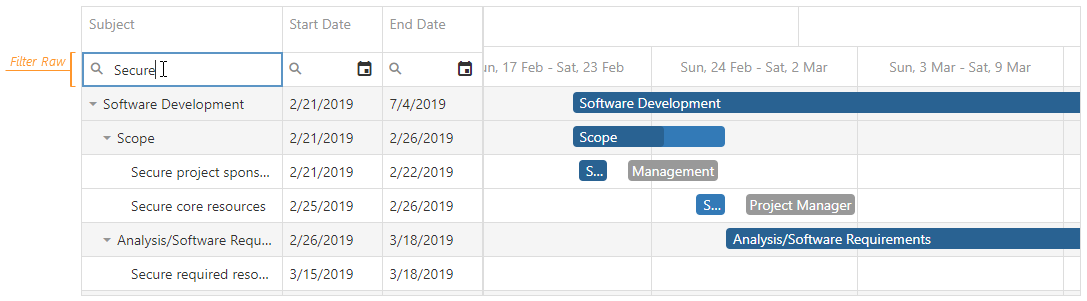 Subject Start Date End Date
Filter Raw Secure un, 17 Feb - Sat, 23 Feb Sun, 24 Feb - Sat, 2 Mar Sun, 3 Mar - Sat, 9 Mar
Software Development 2/21/2019 7/4/2019 Software Development
Scope 2/21/2019 2/26/2019 Scope
Secure project spons... 2/21/2019 2/22/2019 S... Management
Secure core resources 2/25/2019 2/26/2019 S... Project Manager
Analysis/Software Requ... 2/26/2019 3/18/2019 Analysis/Software Requirements
Secure required reso... 3/15/2019 3/18/2019